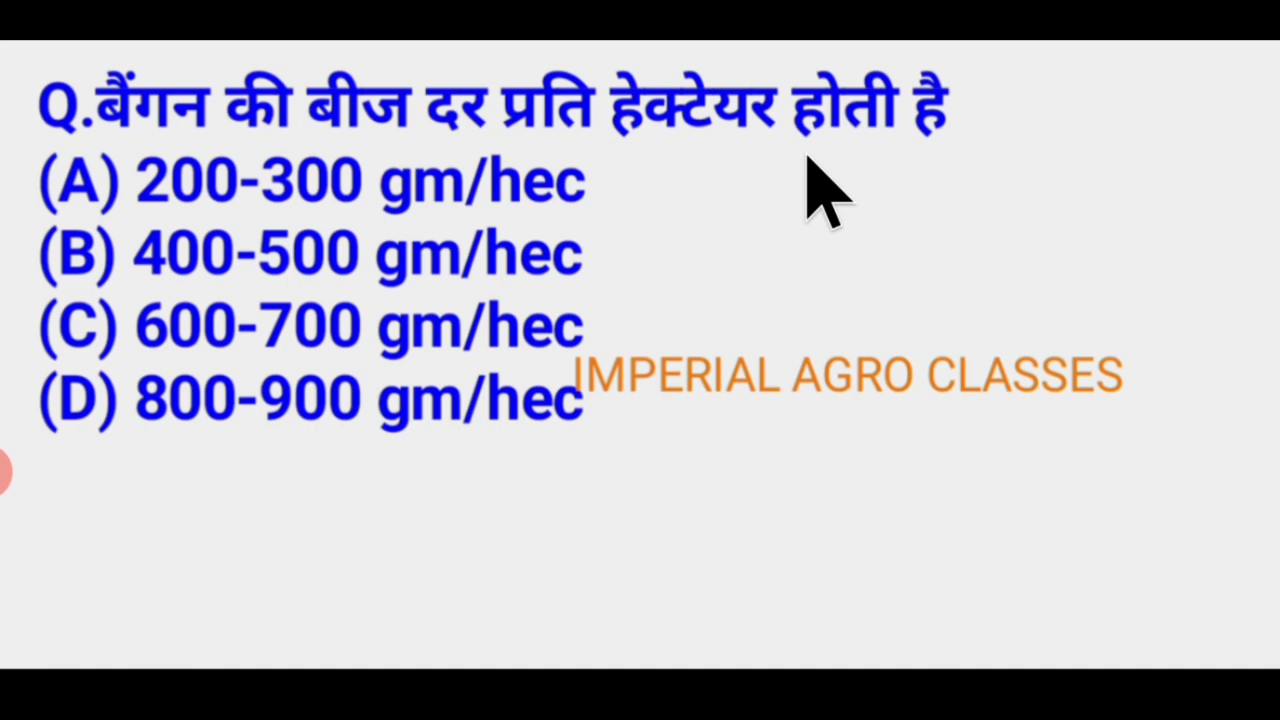 Q.बैंगन की बीज दर प्रति हेक्टेयर होती है
(A) 200-300 gm/hec
(B) 400-500 gm/hec
(C) 600-700 gm/hec
(D) 800-900 gm/hec
IMPERIAL AGRO CLASSES